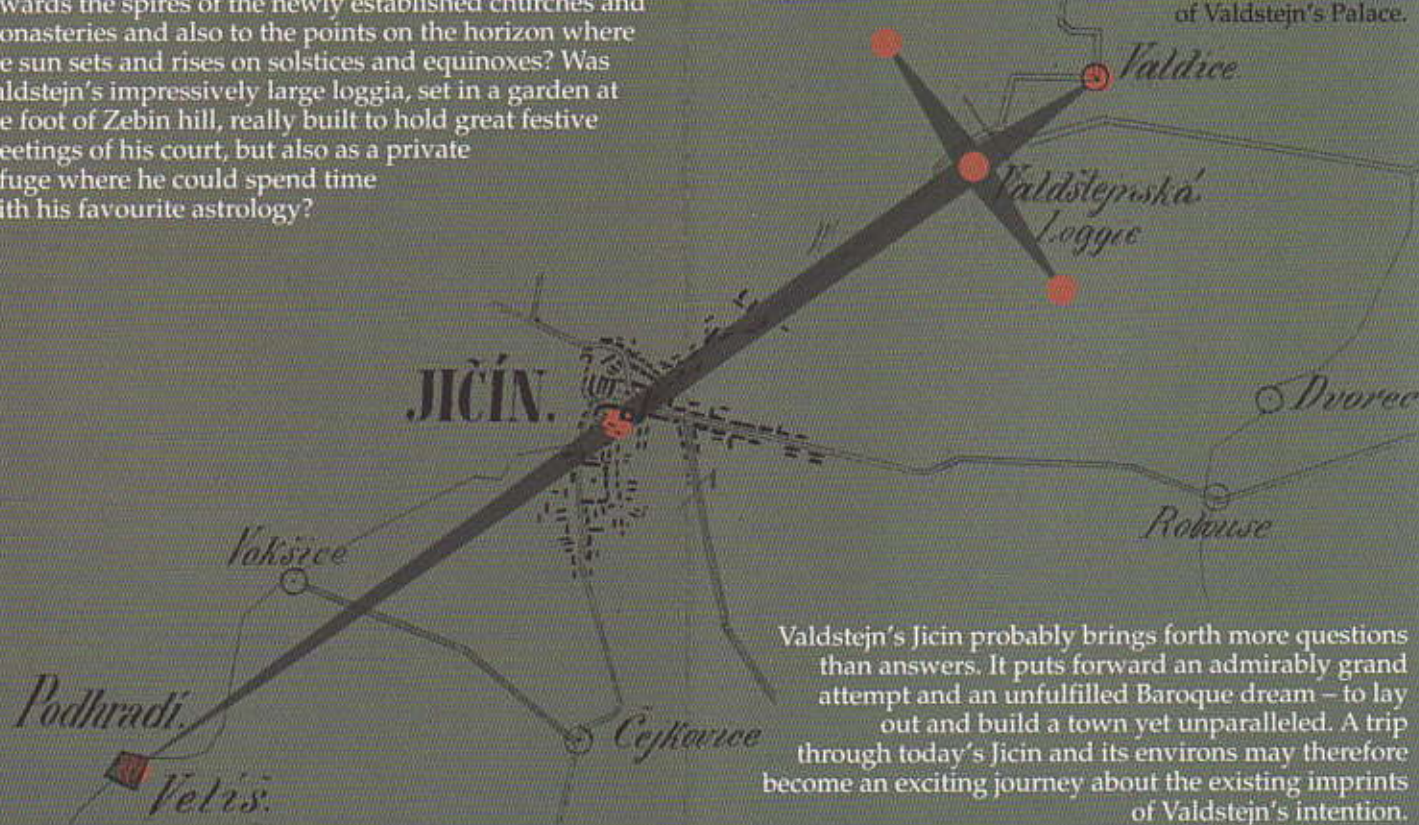 wards the spires of the newly established churches and
onasteries and also to the points on the horizon where
e sun sets and rises on solstices and equinoxes? Was
aldstejn's impressively large loggia, set in a garden at
e foot of Zebin hill, really built to hold great festive
eetings of his court, but also as a private
fuge where he could spend time
ith his favourite astrology?
of Valdstejn's Palace.
Valdice
Valdštejnská
Loggie
JIČÍN.
Dvorec
Robouse
Vokšice
Podhradí.
Čejkovice
Veliš.
Valdstejn's Jicin probably brings forth more questions
than answers. It puts forward an admirably grand
attempt and an unfulfilled Baroque dream – to lay
out and build a town yet unparalleled. A trip
through today's Jicin and its environs may therefore
become an exciting journey about the existing imprints
of Valdstejn's intention.